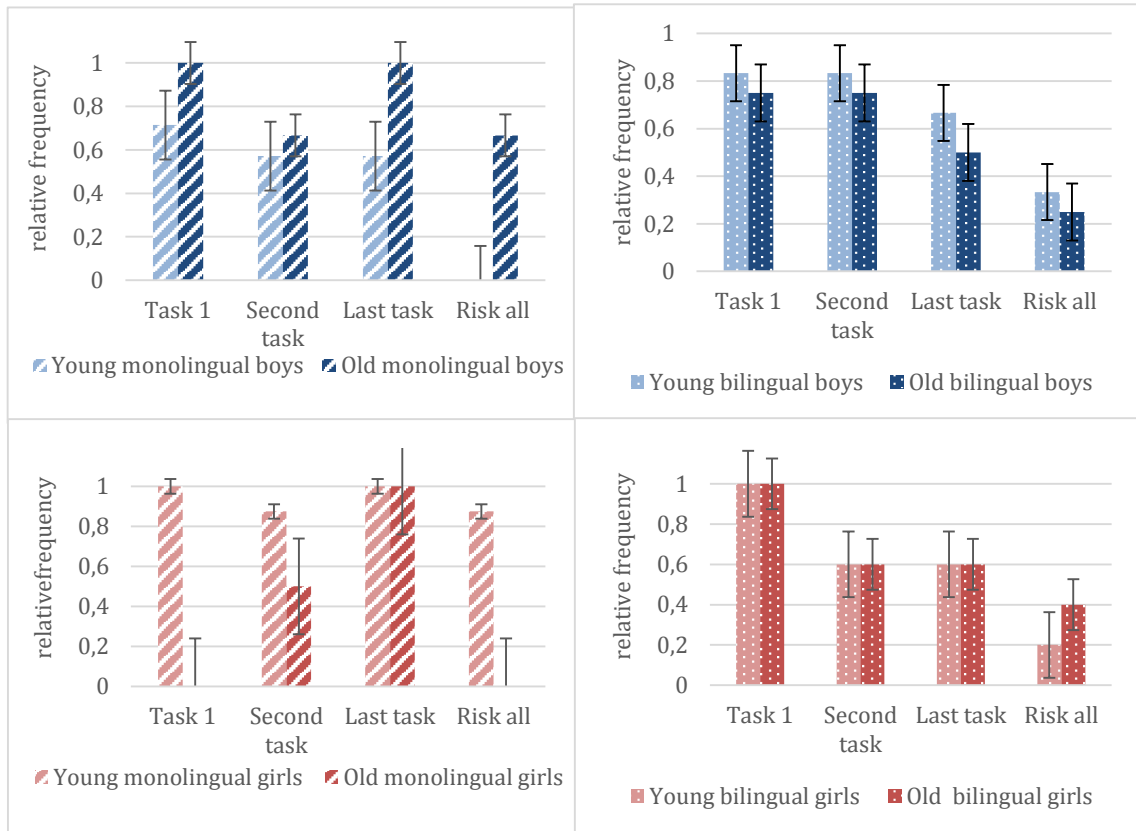 relative frequency
1
0,8
0,6
0,4
0,2
0
Task 1 Second Last task Risk all
task
Young monolingual boys Old monolingual boys
relative frequency
1
0,8
0,6
0,4
0,2
0
Task 1 Second Last task Risk all
task
Young bilingual boys Old bilingual boys
relativefrequency
1
0,8
0,6
0,4
0,2
0
Task 1 Second Last task Risk all
task
Young monolingual girls Old monolingual girls
relative frequency
1
0,8
0,6
0,4
0,2
0
Task 1 Second Last task Risk all
task
Young bilingual girls Old bilingual girls